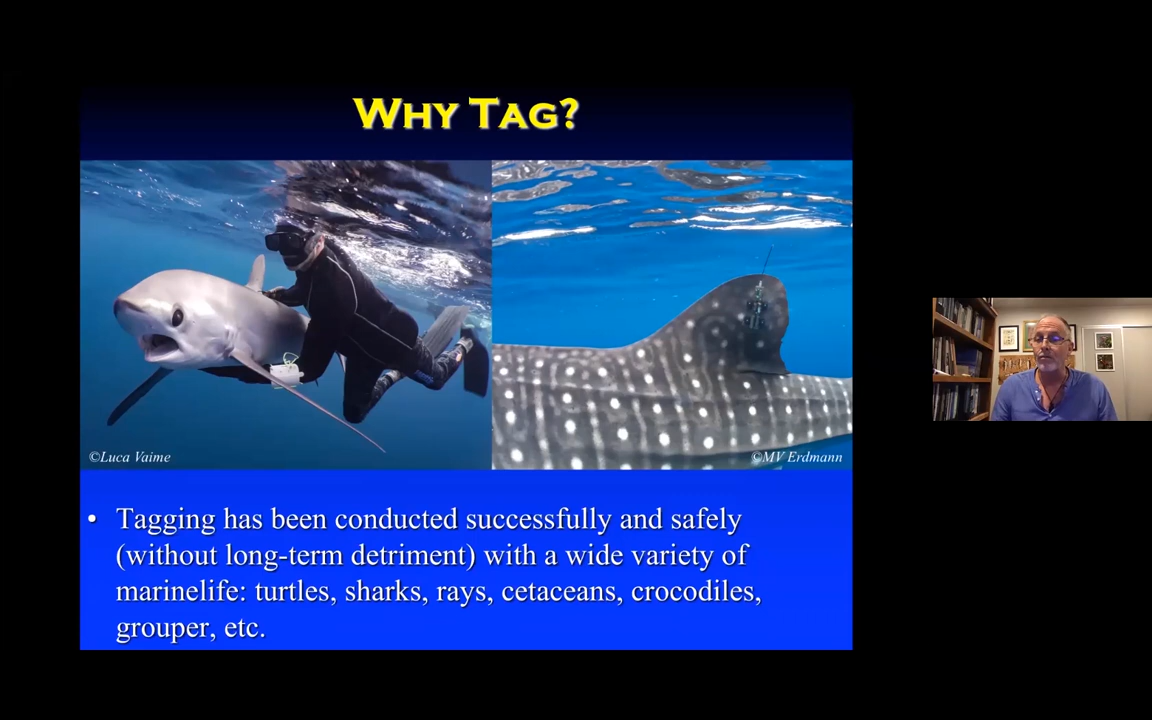 WHY TAG?
©Luca Vaime
©MV Erdmann
• Tagging has been conducted successfully and safely
(without long-term detriment) with a wide variety of
marinelife: turtles, sharks, rays, cetaceans, crocodiles,
grouper, etc.